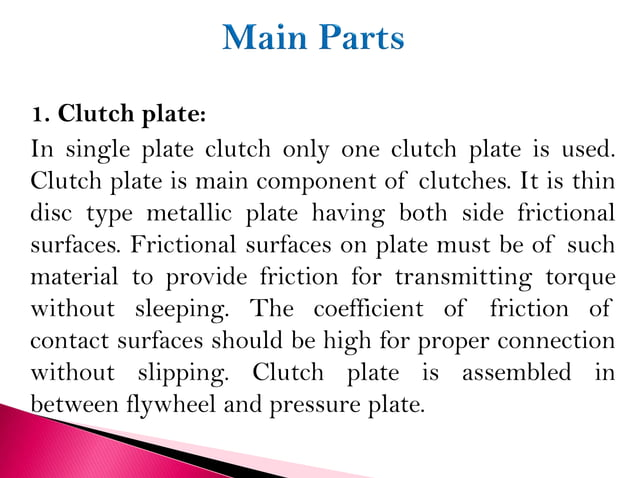 Main Parts
1. Clutch plate:
In single plate clutch only one clutch plate is used.
Clutch plate is main component of clutches. It is thin
disc type metallic plate having both side frictional
surfaces. Frictional surfaces on plate must be of such
material to provide friction for transmitting torque
without sleeping. The coefficient of friction of
contact surfaces should be high for proper connection
without slipping. Clutch plate is assembled in
between flywheel and pressure plate.